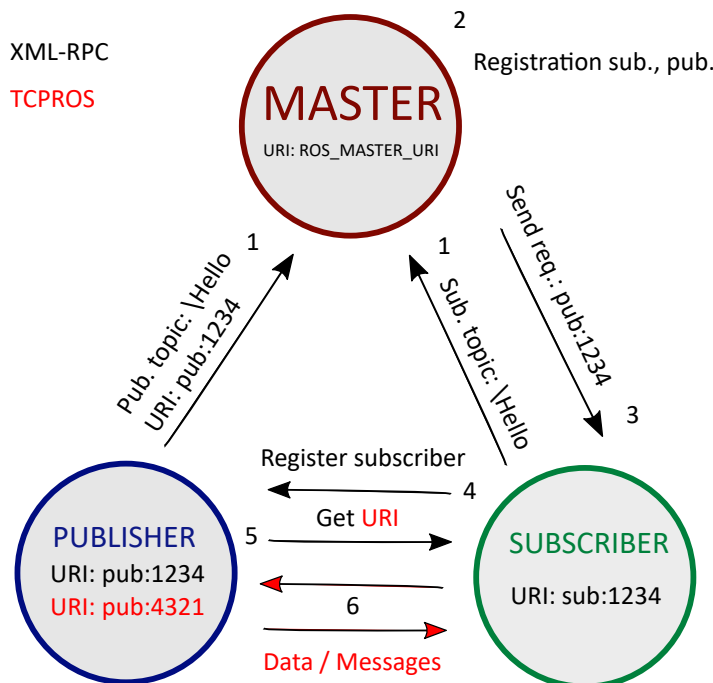 XML-RPC
TCPROS
2
Registration sub., pub.
MASTER
URI: ROS_MASTER_URI
1
Pub. topic: \Hello
URI: pub:1234
1
Sub. topic: \Hello
Send req.: pub:1234
3
Register subscriber
4
5
Get URI
PUBLISHER
URI: pub:1234
URI: pub:4321
SUBSCRIBER
URI: sub:1234
6
Data / Messages